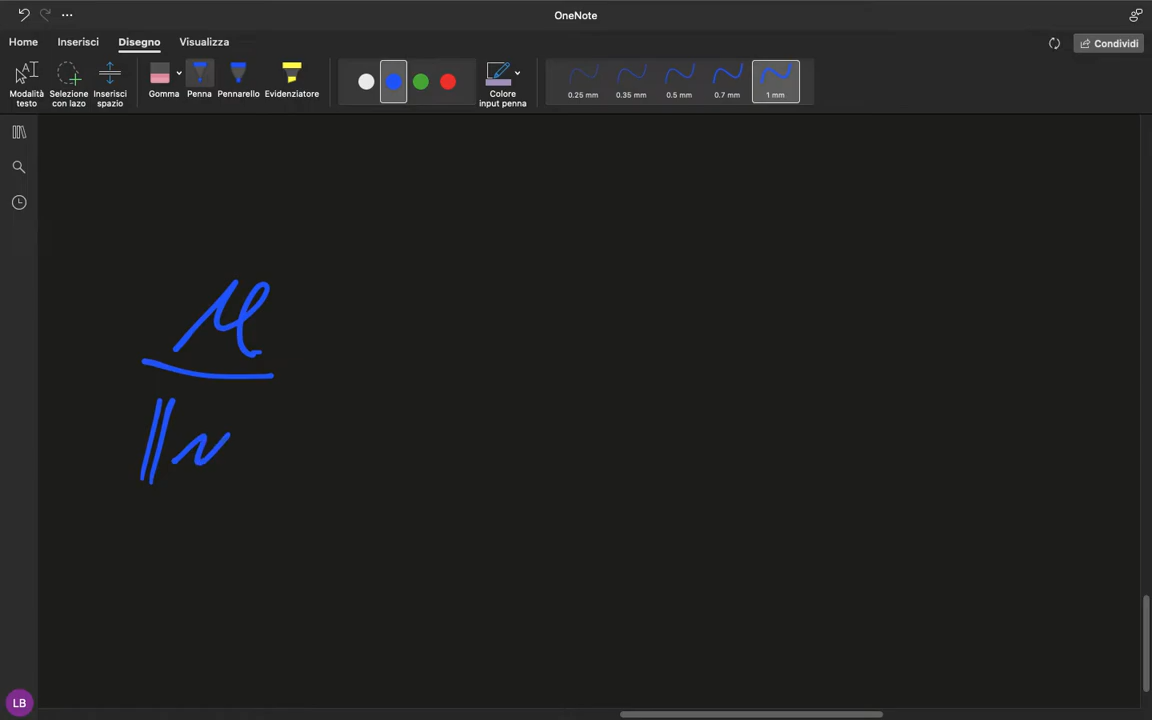 OneNote
Home Inserisci Disegno Visualizza
Condividi
Modalità testo
Selezione con lazo
Inserisci spazio
Gomma
Penna
Pennarello
Evidenziatore
Colore input penna
0.25 mm
0.35 mm
0.5 mm
0.7 mm
1 mm
LB